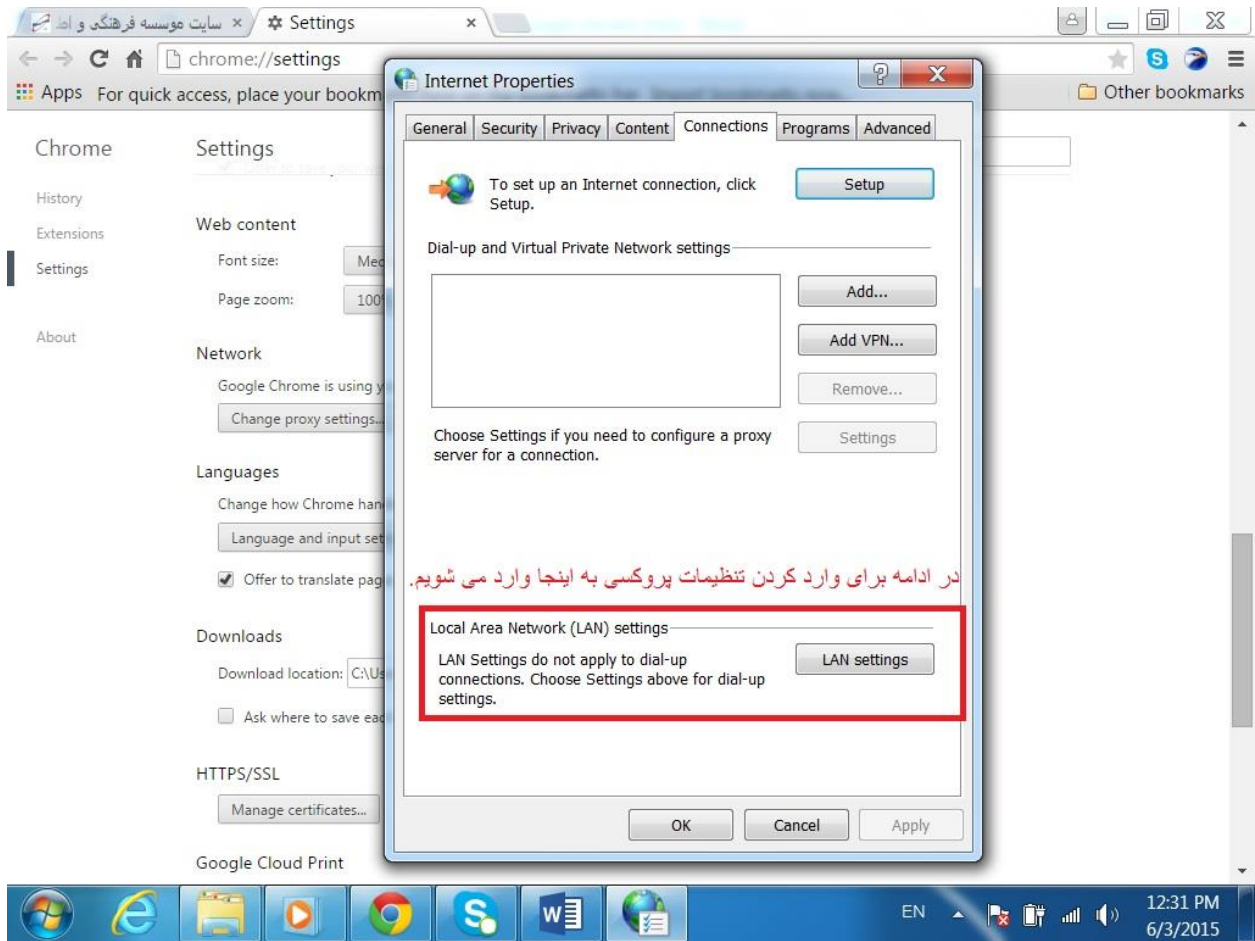 سایت موسسه فرهنگی و اط
Settings
chrome://settings
Apps For quick access, place your bookm
Other bookmarks
Chrome
History
Extensions
Settings
About
Settings
Web content
Font size:
Page zoom: 100%
Network
Google Chrome is using y
Change proxy settings...
Languages
Change how Chrome han
Language and input set
Offer to translate pag
Downloads
Download location: C:\Us
Ask where to save eac
HTTPS/SSL
Manage certificates...
Google Cloud Print
Internet Properties
General Security Privacy Content Connections Programs Advanced
To set up an Internet connection, click
Setup.
Setup
Dial-up and Virtual Private Network settings
Add...
Add VPN...
Remove...
Choose Settings if you need to configure a proxy
server for a connection.
Settings
در ادامه برای وارد کردن تنظیمات پروکسی به اینجا وارد می شویم.
Local Area Network (LAN) settings
LAN Settings do not apply to dial-up
connections. Choose Settings above for dial-up
settings.
LAN settings
OK Cancel Apply
EN
12:31 PM
6/3/2015